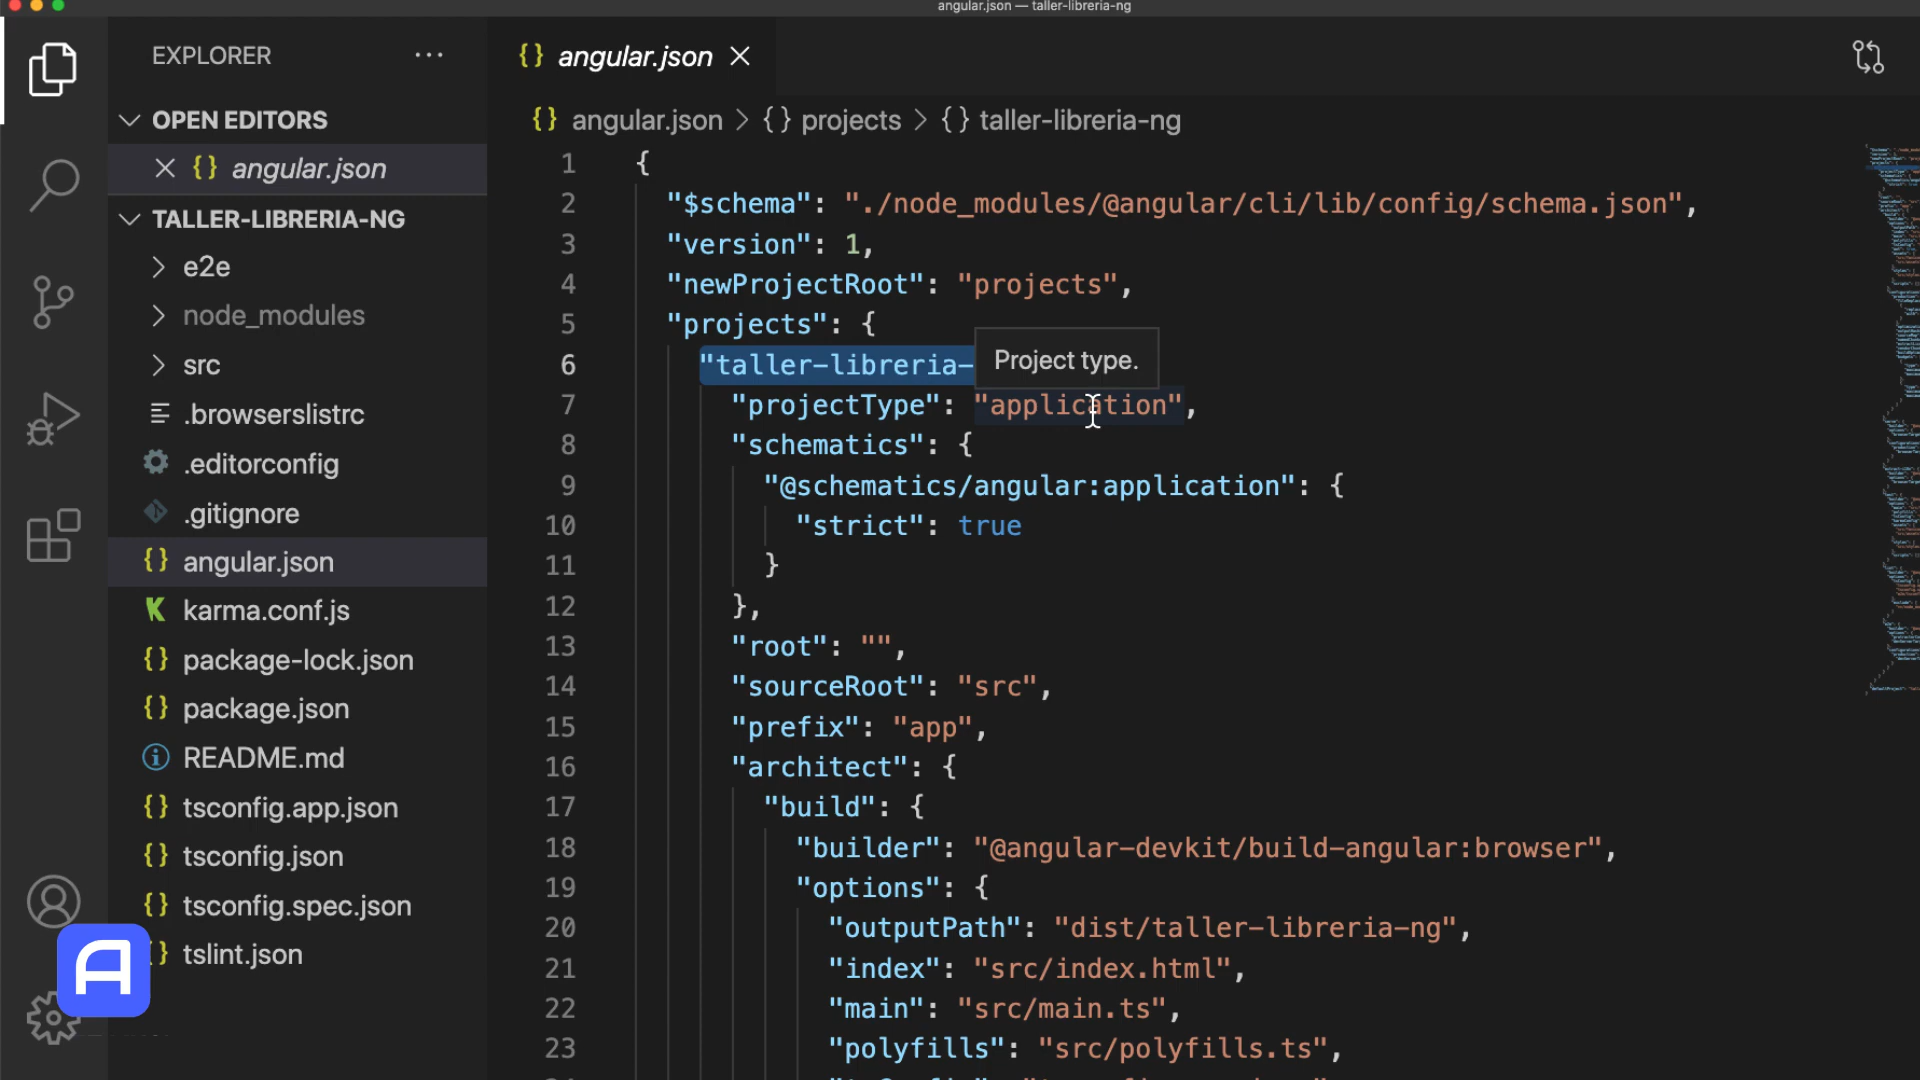 angular.json — taller-libreria-ng
EXPLORER
OPEN EDITORS
angular.json
TALLER-LIBRERIA-NG
e2e
node_modules
src
.browserslistrc
.editorconfig
.gitignore
angular.json
karma.conf.js
package-lock.json
package.json
README.md
tsconfig.app.json
tsconfig.json
tsconfig.spec.json
tslint.json
angular.json
{} angular.json > {} projects > {} taller-libreria-ng
1 {
2 "$schema": "./node_modules/@angular/cli/lib/config/schema.json",
3 "version": 1,
4 "newProjectRoot": "projects",
5 "projects": {
6 "taller-libreria-
Project type.
7 "projectType": "application",
8 "schematics": {
9 "@schematics/angular:application": {
10 "strict": true
11 }
12 },
13 "root": "",
14 "sourceRoot": "src",
15 "prefix": "app",
16 "architect": {
17 "build": {
18 "builder": "@angular-devkit/build-angular:browser",
19 "options": {
20 "outputPath": "dist/taller-libreria-ng",
21 "index": "src/index.html",
22 "main": "src/main.ts",
23 "polyfills": "src/polyfills.ts",